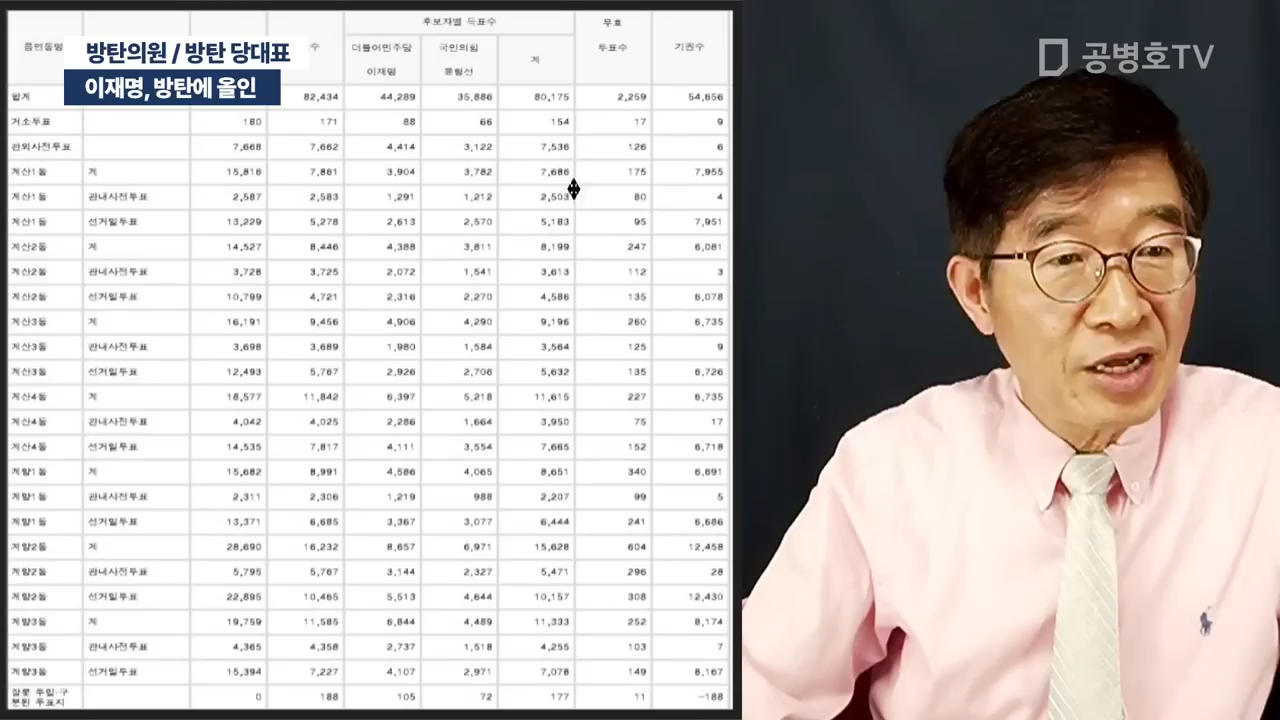 방탄의원 / 방탄 당대표
이재명, 방탄에 올인
공병호TV
읍면동명 수 후보자별 득표수 무효 투표수 기권수
더불어민주당 이재명 국민의힘 윤형선 계
합계 82,434 44,289 35,886 80,175 2,259 54,656
거소투표 180 171 88 66 154 17 9
관외사전투표 7,668 7,662 4,414 3,122 7,536 126 6
계산1동 계 15,816 7,861 3,904 3,782 7,686 175 7,955
계산1동 관내사전투표 2,587 2,583 1,291 1,212 2,503 80 4
계산1동 선거일투표 13,229 5,278 2,613 2,570 5,183 95 7,951
계산2동 계 14,527 8,446 4,388 3,811 8,199 247 6,081
계산2동 관내사전투표 3,728 3,725 2,072 1,541 3,613 112 3
계산2동 선거일투표 10,799 4,721 2,316 2,270 4,586 135 6,078
계산3동 계 16,191 9,456 4,906 4,290 9,196 260 6,735
계산3동 관내사전투표 3,698 3,689 1,980 1,584 3,564 125 9
계산3동 선거일투표 12,493 5,767 2,926 2,706 5,632 135 6,726
계산4동 계 18,577 11,842 6,397 5,218 11,615 227 6,735
계산4동 관내사전투표 4,042 4,025 2,286 1,664 3,950 75 17
계산4동 선거일투표 14,535 7,817 4,111 3,554 7,665 152 6,718
계양1동 계 15,682 8,991 4,586 4,065 8,651 340 6,691
계양1동 관내사전투표 2,311 2,306 1,219 988 2,207 99 5
계양1동 선거일투표 13,371 6,685 3,367 3,077 6,444 241 6,686
계양2동 계 28,690 16,232 8,657 6,971 15,628 604 12,458
계양2동 관내사전투표 5,795 5,767 3,144 2,327 5,471 296 28
계양2동 선거일투표 22,895 10,465 5,513 4,644 10,157 308 12,430
계양3동 계 19,759 11,585 6,844 4,489 11,333 252 8,174
계양3동 관내사전투표 4,365 4,358 2,737 1,518 4,255 103 7
계양3동 선거일투표 15,394 7,227 4,107 2,971 7,078 149 8,167
잘못 투입·구분된 투표지 0 188 105 72 177 11 -188